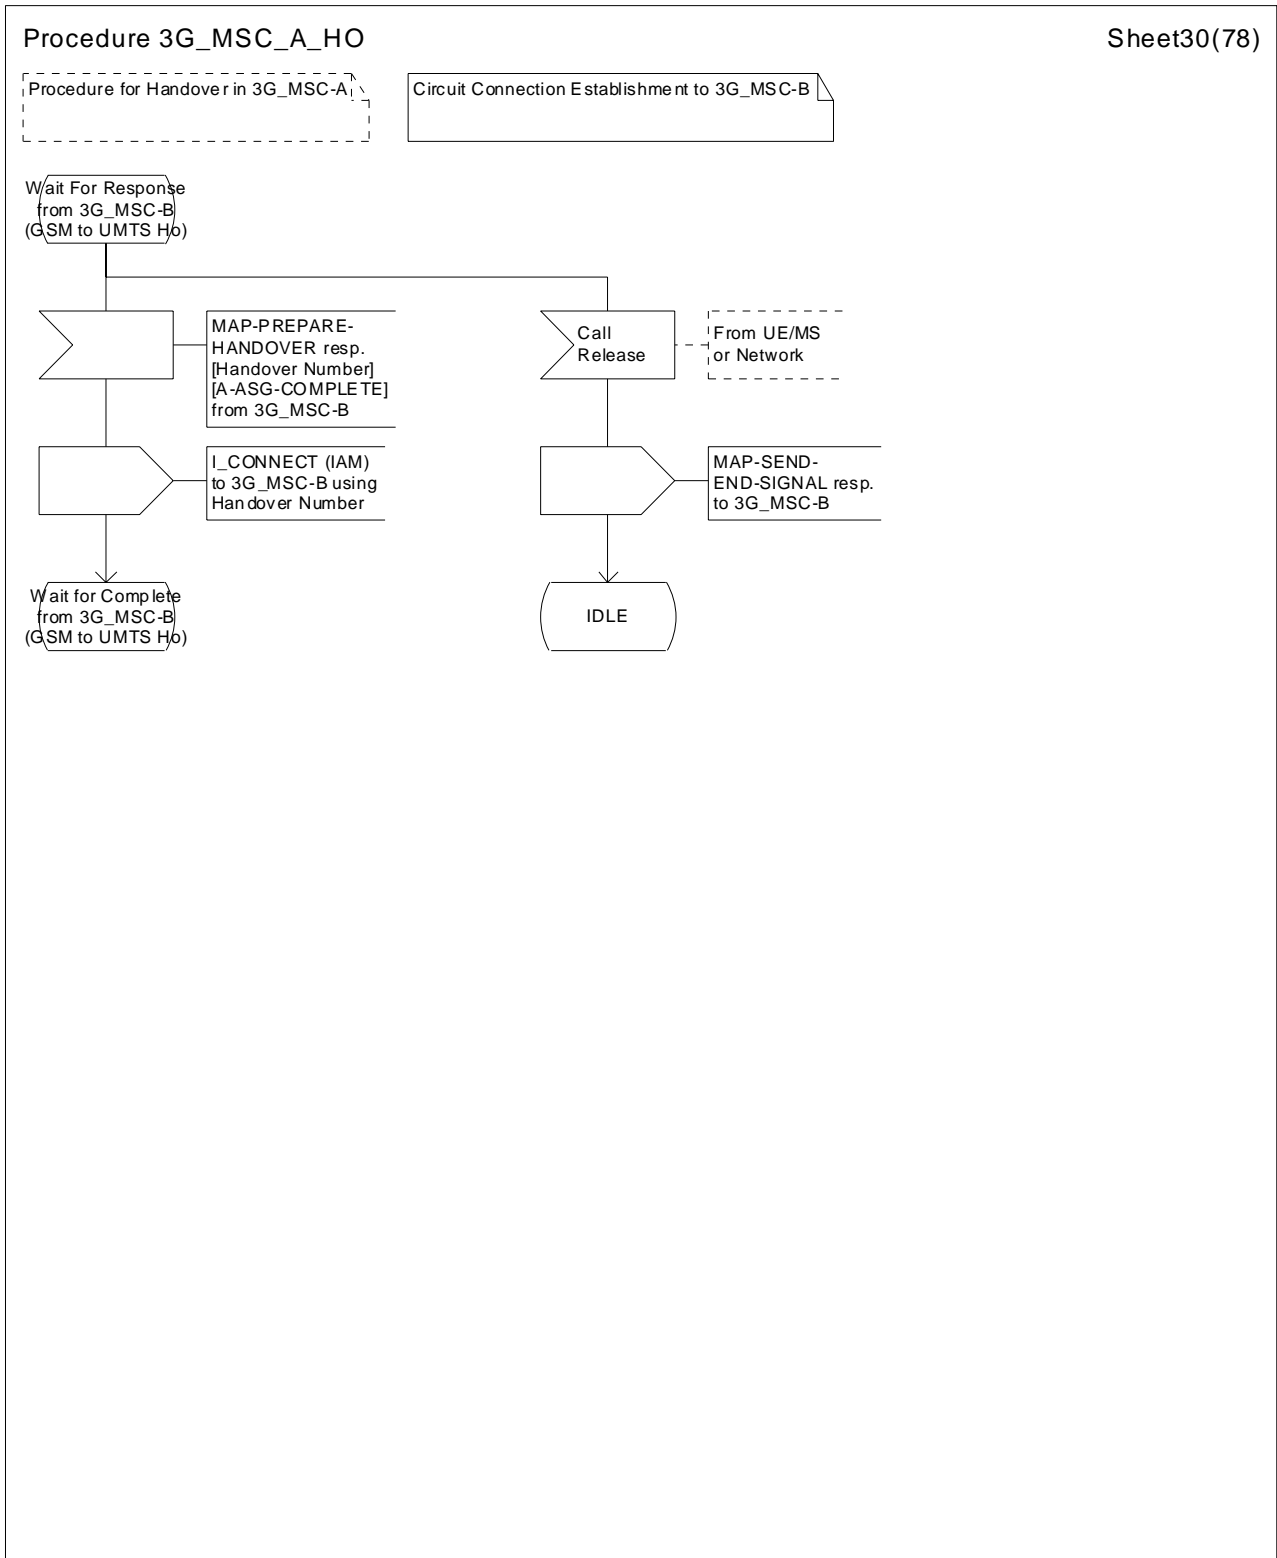 Procedure 3G_MSC_A_HO
Sheet30(78)
Procedure for Handover in 3G_MSC-A
Circuit Connection Establishment to 3G_MSC-B
Wait For Response
from 3G_MSC-B
(GSM to UMTS Ho)
MAP-PREPARE-
HANDOVER resp.
[Handover Number]
[A-ASG-COMPLETE]
from 3G_MSC-B
Call
Release
From UE/MS
or Network
I_CONNECT (IAM)
to 3G_MSC-B using
Handover Number
MAP-SEND-
END-SIGNAL resp.
to 3G_MSC-B
Wait for Complete
from 3G_MSC-B
(GSM to UMTS Ho)
IDLE